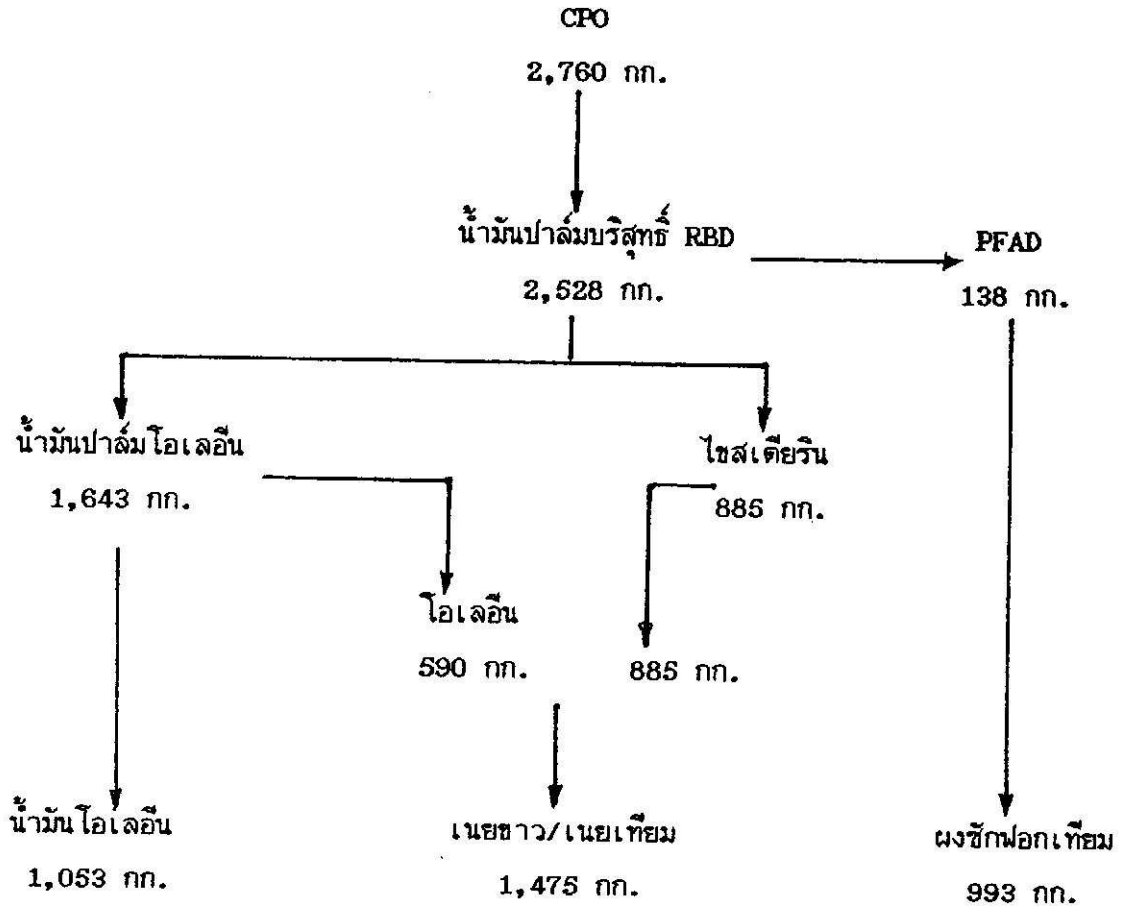 CPO
2,760 กก.
น้ำมันปาล์มบริสุทธิ์ RBD
2,528 กก.
PFAD
138 กก.
น้ำมันปาล์มโอเลอีน
1,643 กก.
ไขสเตียรีน
885 กก.
โอเลอีน
590 กก.
885 กก.
น้ำมันโอเลอีน
1,053 กก.
เนยขาว/เนยเทียม
1,475 กก.
ผงซักฟอกเทียม
993 กก.